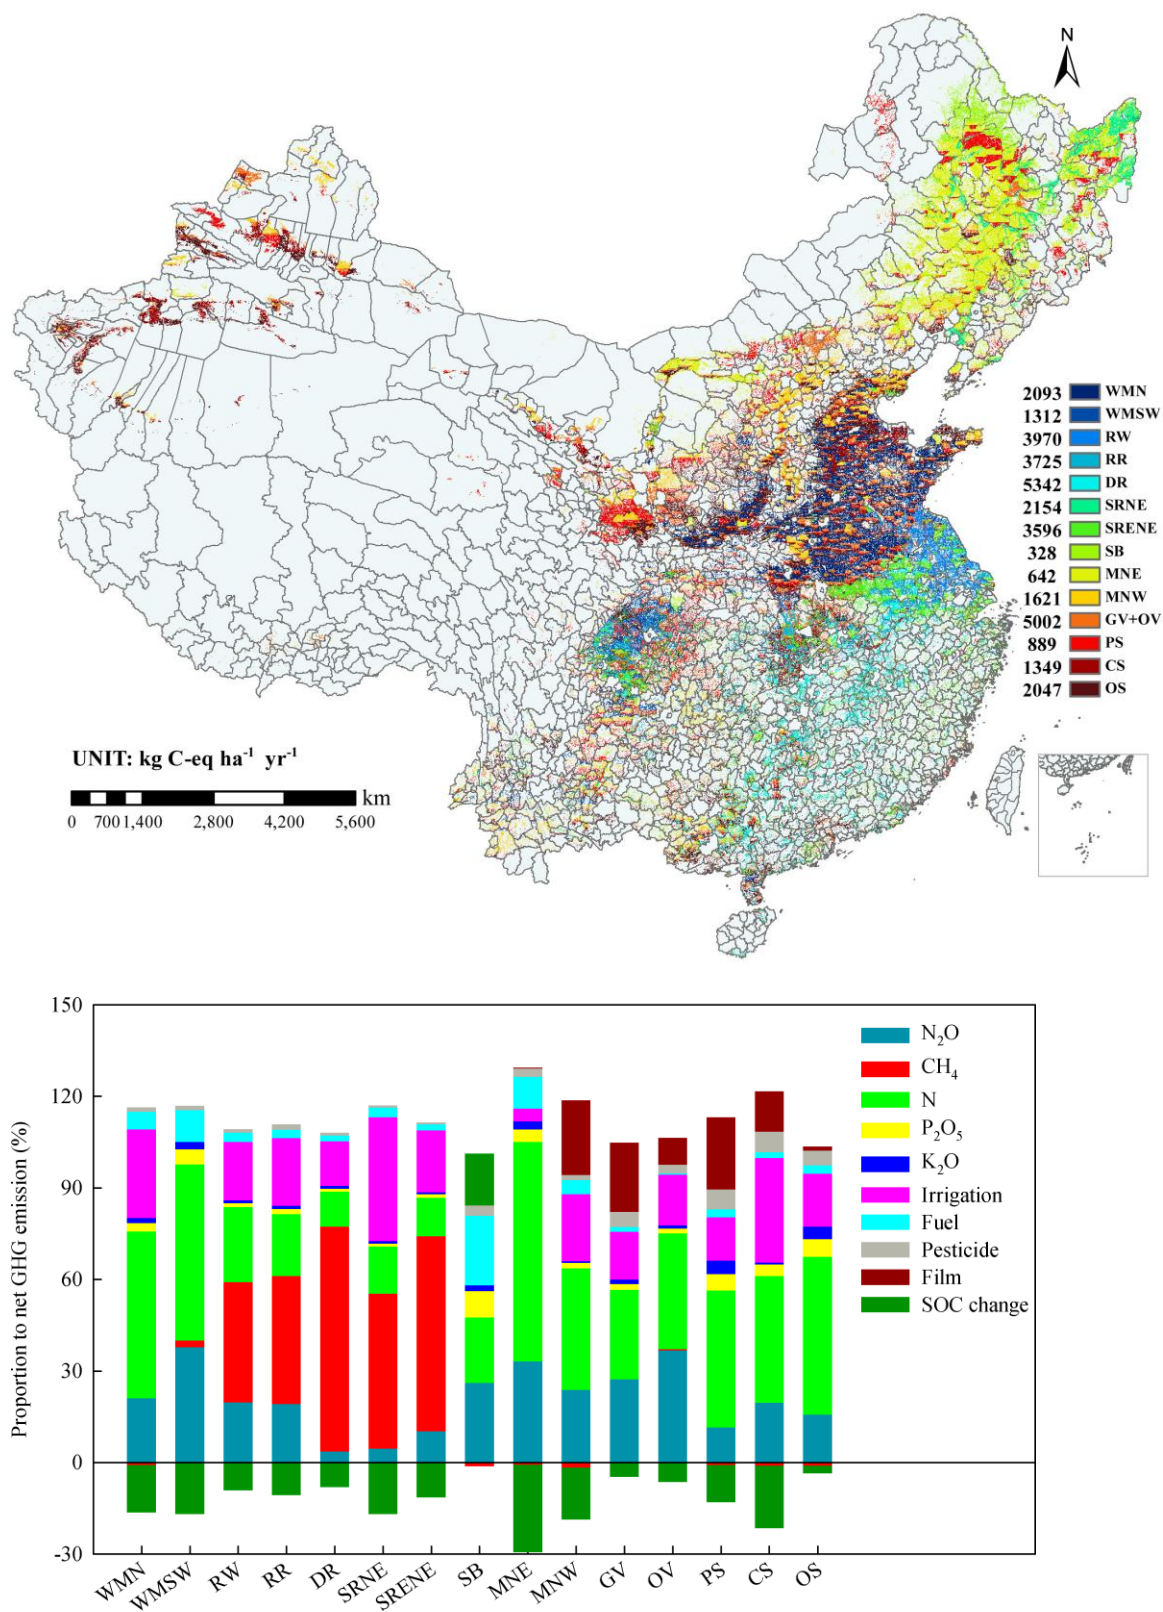 N
2093 WMN
1312 WMSW
3970 RW
3725 RR
5342 DR
2154 SRNE
3596 SRENE
328 SB
642 MNE
1621 MNW
5002 GV+OV
889 PS
1349 CS
2047 OS
UNIT: kg C-eq ha⁻¹ yr⁻¹
km
0 700 1,400 2,800 4,200 5,600
Proportion to net GHG emission (%)
150
120
90
60
30
0
-30
N₂O
CH₄
N
P₂O₅
K₂O
Irrigation
Fuel
Pesticide
Film
SOC change
WMN WMSW RW RR DR SRNE SRENE SB MNE MNW GV OV PS CS OS